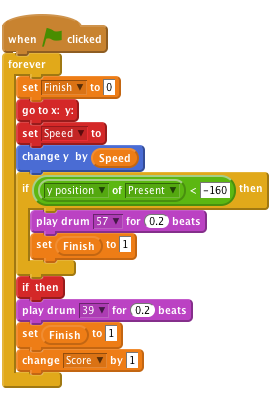 when clicked
forever
set Finish to 0
go to x: y:
set Speed to
change y by Speed
if y position of Present < -160 then
play drum 57 for 0.2 beats
set Finish to 1
if then
play drum 39 for 0.2 beats
set Finish to 1
change Score by 1